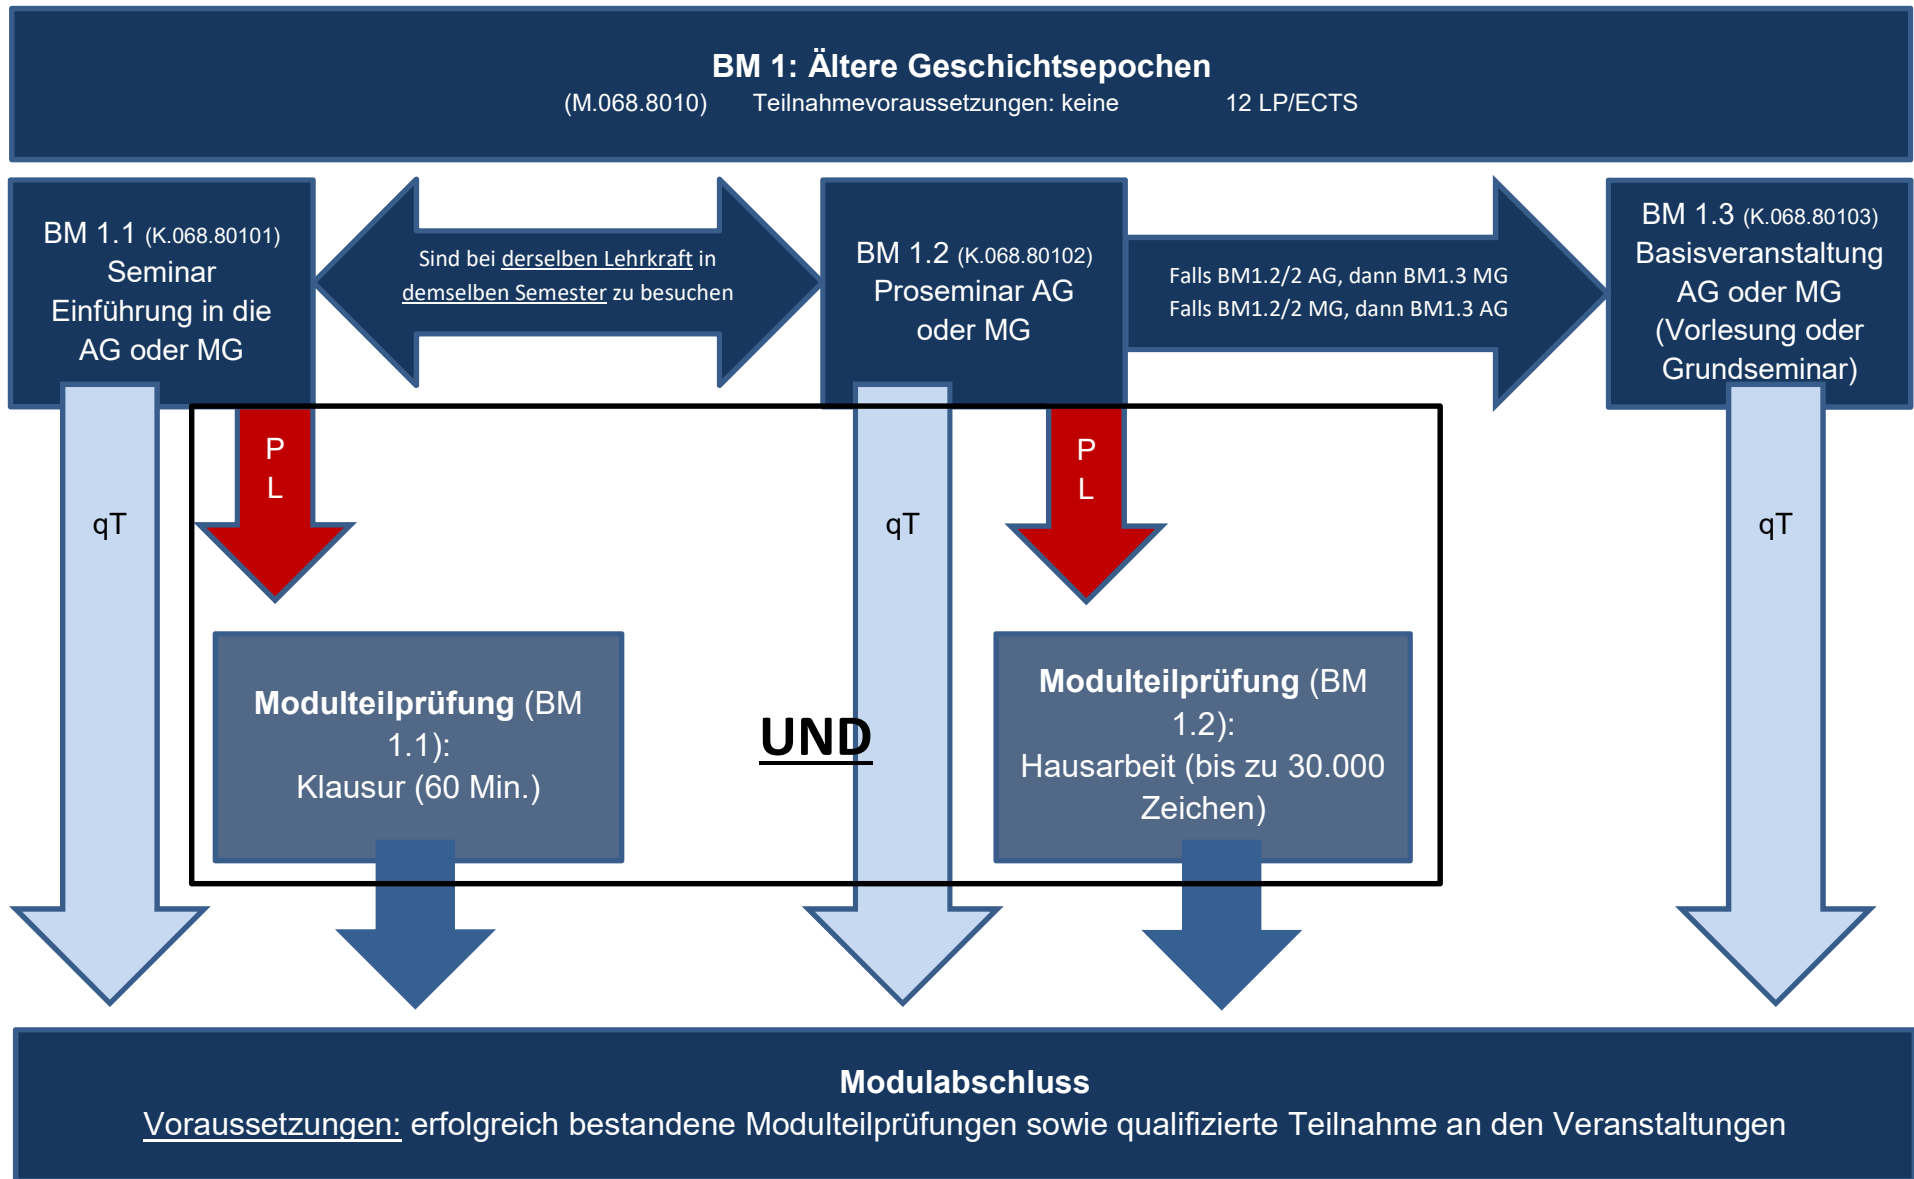 BM 1: Ältere Geschichtsepochen
(M.068.8010) Teilnahmevoraussetzungen: keine 12 LP/ECTS
BM 1.1 (K.068.80101)
Seminar
Einführung in die
AG oder MG
Sind bei derselben Lehrkraft in
demselben Semester zu besuchen
BM 1.2 (K.068.80102)
Proseminar AG
oder MG
Falls BM1.2/2 AG, dann BM1.3 MG
Falls BM1.2/2 MG, dann BM1.3 AG
BM 1.3 (K.068.80103)
Basisveranstaltung
AG oder MG
(Vorlesung oder
Grundseminar)
qT
P
L
qT
P
L
qT
Modulteilprüfung (BM
1.1):
Klausur (60 Min.)
UND
Modulteilprüfung (BM
1.2):
Hausarbeit (bis zu 30.000
Zeichen)
Modulabschluss
Voraussetzungen: erfolgreich bestandene Modulteilprüfungen sowie qualifizierte Teilnahme an den Veranstaltungen